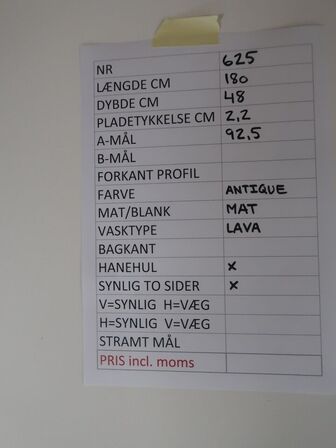 NR 625
LÆNGDE CM 180
DYBDE CM 48
PLADETYKKELSE CM 2,2
A-MÅL 92,5
B-MÅL
FORKANT PROFIL
FARVE ANTIQUE
MAT/BLANK MAT
VASKTYPE LAVA
BAGKANT
HANEHUL x
SYNLIG TO SIDER x
V=SYNLIG H=VÆG
H=SYNLIG V=VÆG
STRAMT MÅL
PRIS incl. moms